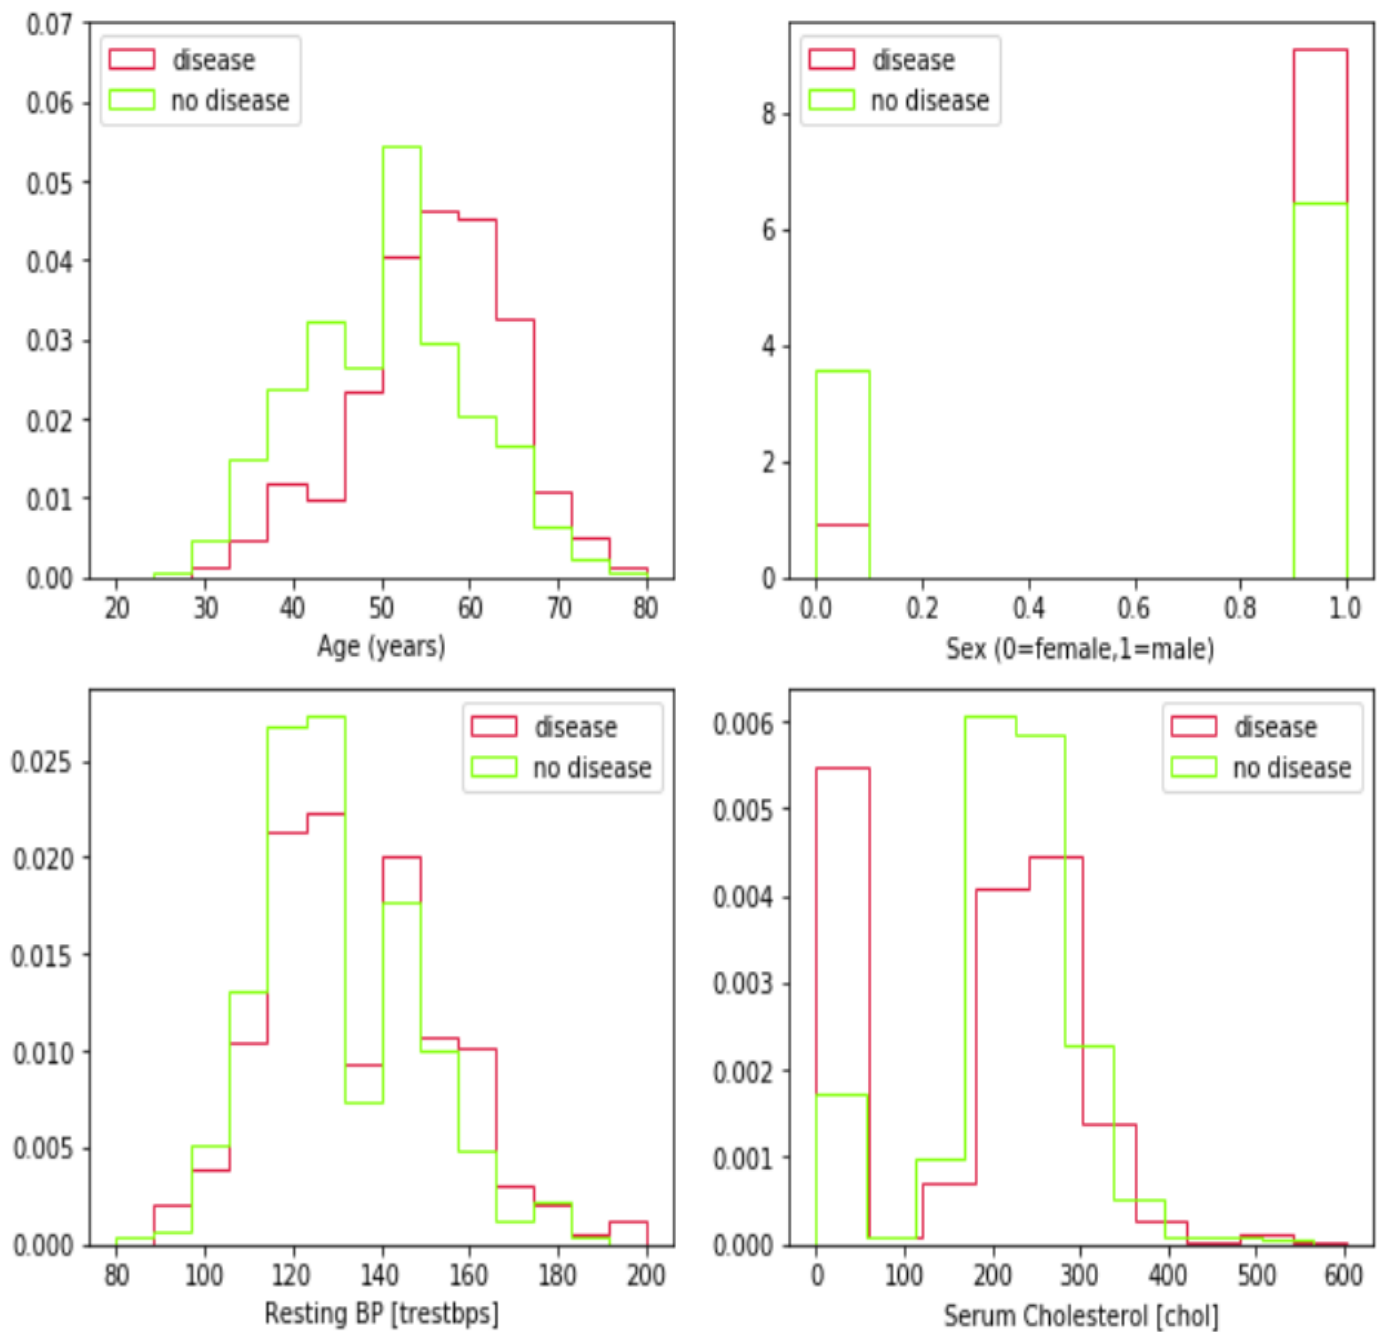 0.07
0.06
0.05
0.04
0.03
0.02
0.01
0.00
disease
no disease
20 30 40 50 60 70 80
Age (years)
8
6
4
2
0
disease
no disease
0.0 0.2 0.4 0.6 0.8 1.0
Sex (0=female,1=male)
0.025
0.020
0.015
0.010
0.005
0.000
disease
no disease
80 100 120 140 160 180 200
Resting BP [trestbps]
0.006
0.005
0.004
0.003
0.002
0.001
0.000
disease
no disease
0 100 200 300 400 500 600
Serum Cholesterol [chol]